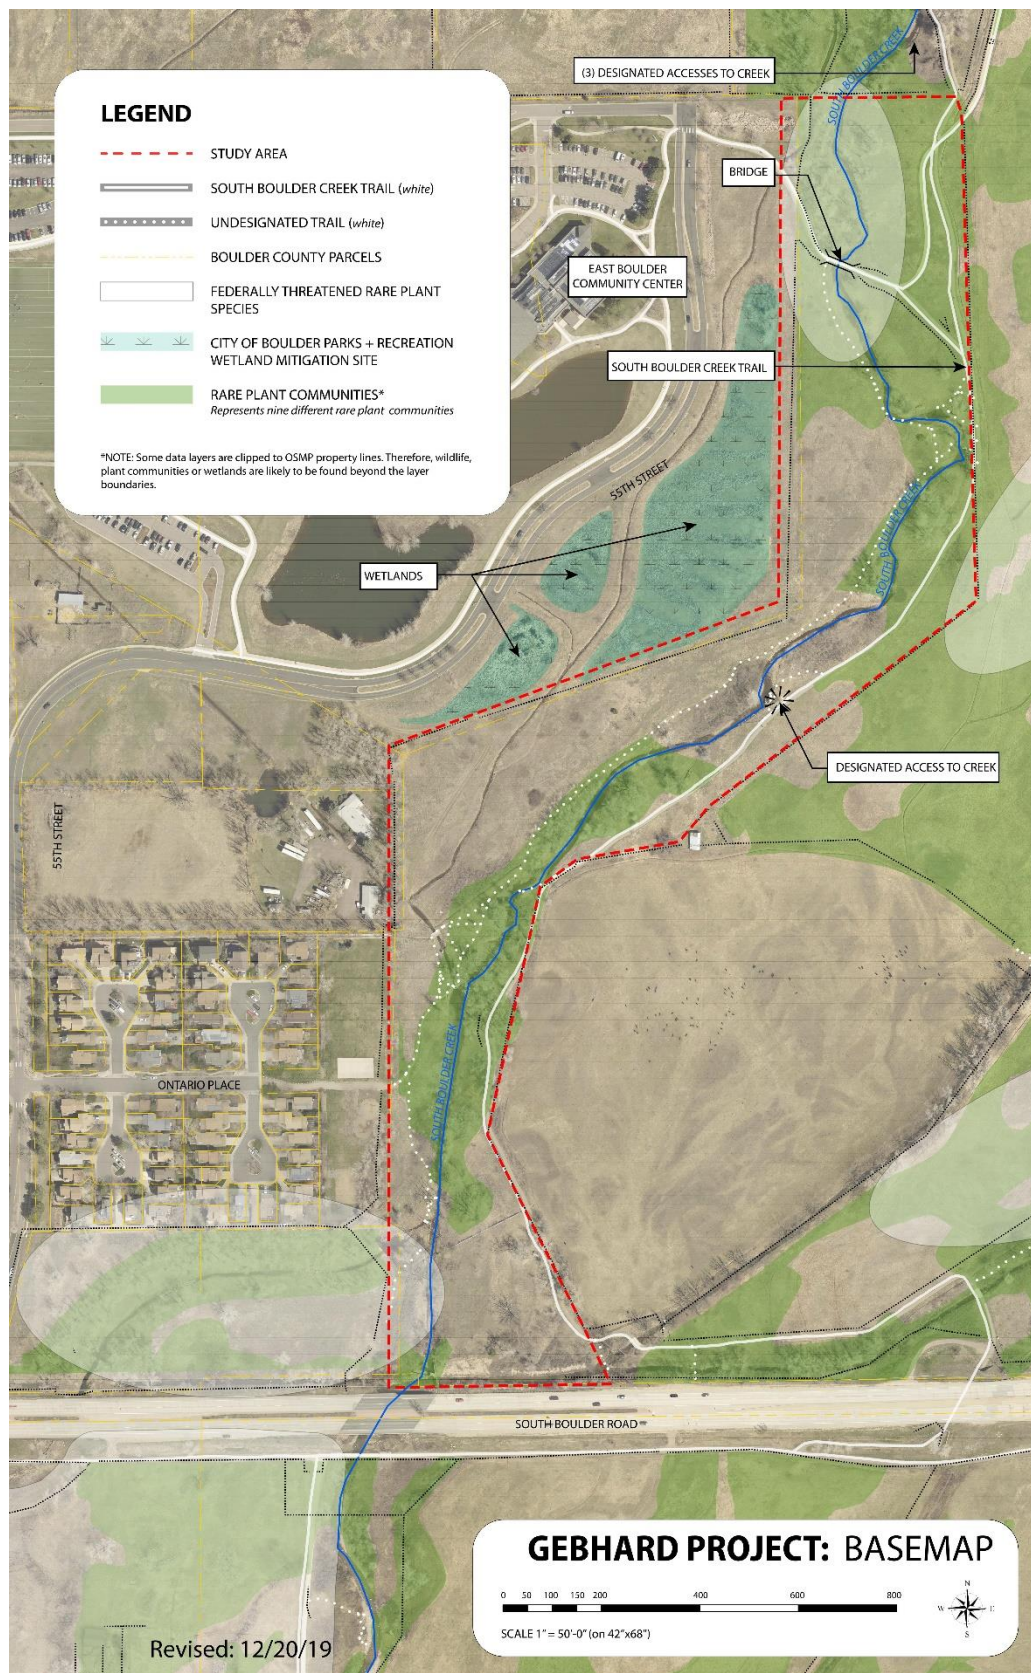 (3) DESIGNATED ACCESSES TO CREEK
SOUTH BOULDER CREEK
LEGEND
STUDY AREA
SOUTH BOULDER CREEK TRAIL (white)
UNDESIGNATED TRAIL (white)
BOULDER COUNTY PARCELS
FEDERALLY THREATENED RARE PLANT
SPECIES
CITY OF BOULDER PARKS + RECREATION
WETLAND MITIGATION SITE
RARE PLANT COMMUNITIES*
Represents nine different rare plant communities
*NOTE: Some data layers are clipped to OSMP property lines. Therefore, wildlife,
plant communities or wetlands are likely to be found beyond the layer
boundaries.
BRIDGE
EAST BOULDER
COMMUNITY CENTER
SOUTH BOULDER CREEK TRAIL
55TH STREET
SOUTH BOULDER CREEK
WETLANDS
DESIGNATED ACCESS TO CREEK
55TH STREET
SOUTH BOULDER CREEK
ONTARIO PLACE
SOUTH BOULDER ROAD
GEBHARD PROJECT: BASEMAP
0 50 100 150 200 400 600 800
SCALE 1" = 50'-0" (on 42"x68")
N
W E
S
Revised: 12/20/19